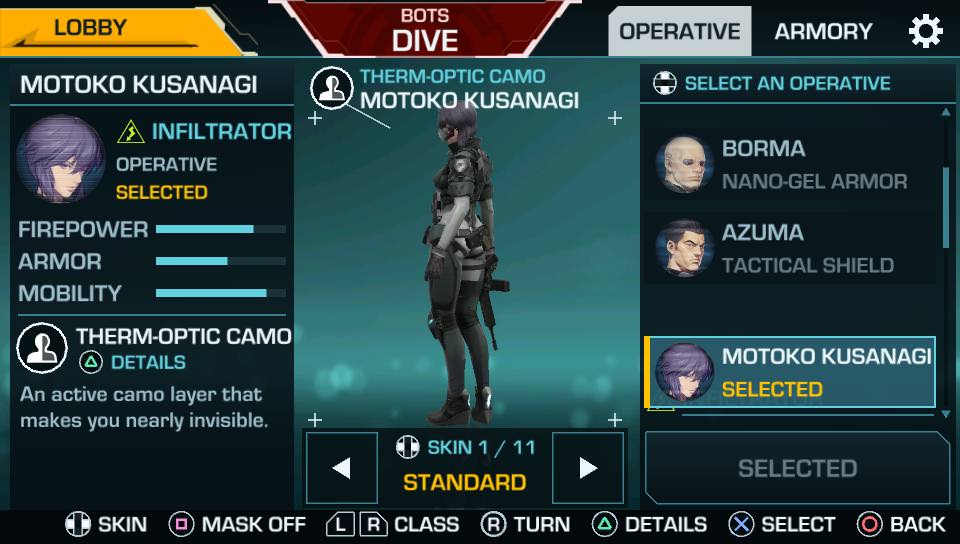 LOBBY
BOTS
DIVE
OPERATIVE
ARMORY
MOTOKO KUSANAGI
INFILTRATOR
OPERATIVE
SELECTED
FIREPOWER
ARMOR
MOBILITY
THERM-OPTIC CAMO
DETAILS
An active camo layer that
makes you nearly invisible.
THERM-OPTIC CAMO
MOTOKO KUSANAGI
SKIN 1 / 11
STANDARD
SELECT AN OPERATIVE
BORMA
NANO-GEL ARMOR
AZUMA
TACTICAL SHIELD
MOTOKO KUSANAGI
SELECTED
SELECTED
SKIN
MASK OFF
L R CLASS
R TURN
DETAILS
SELECT
BACK